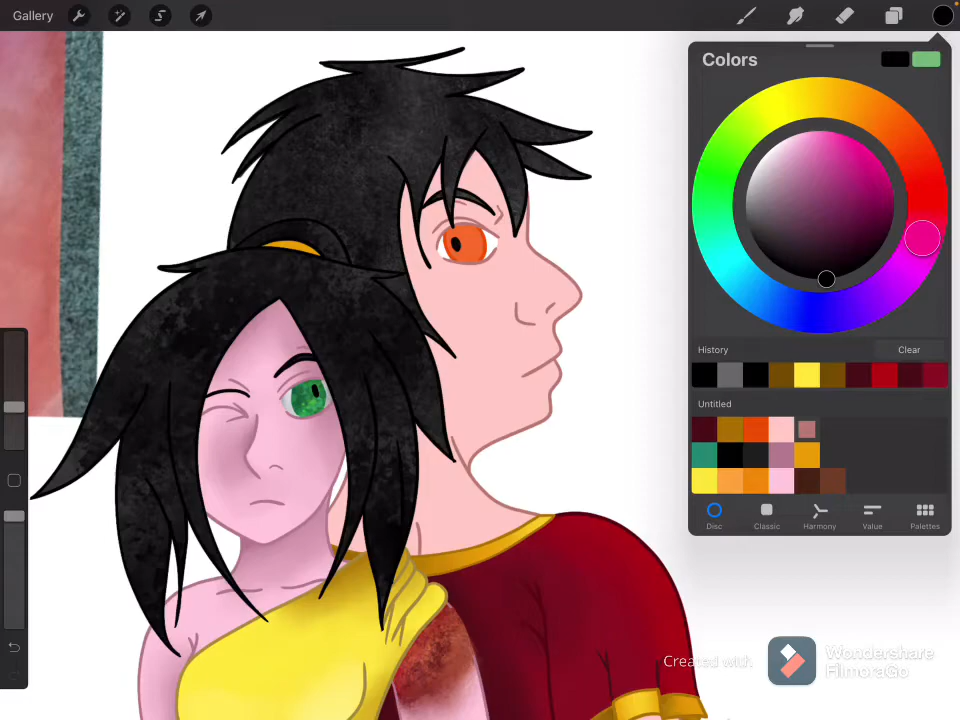 Gallery
Colors
History
Clear
Untitled
Disc
Classic
Harmony
Value
Palettes
Created with
Wondershare
FilmoraGo